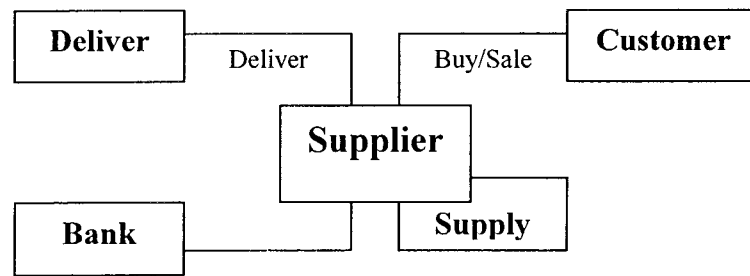 Deliver
Customer
Deliver
Buy/Sale
Supplier
Supply
Bank